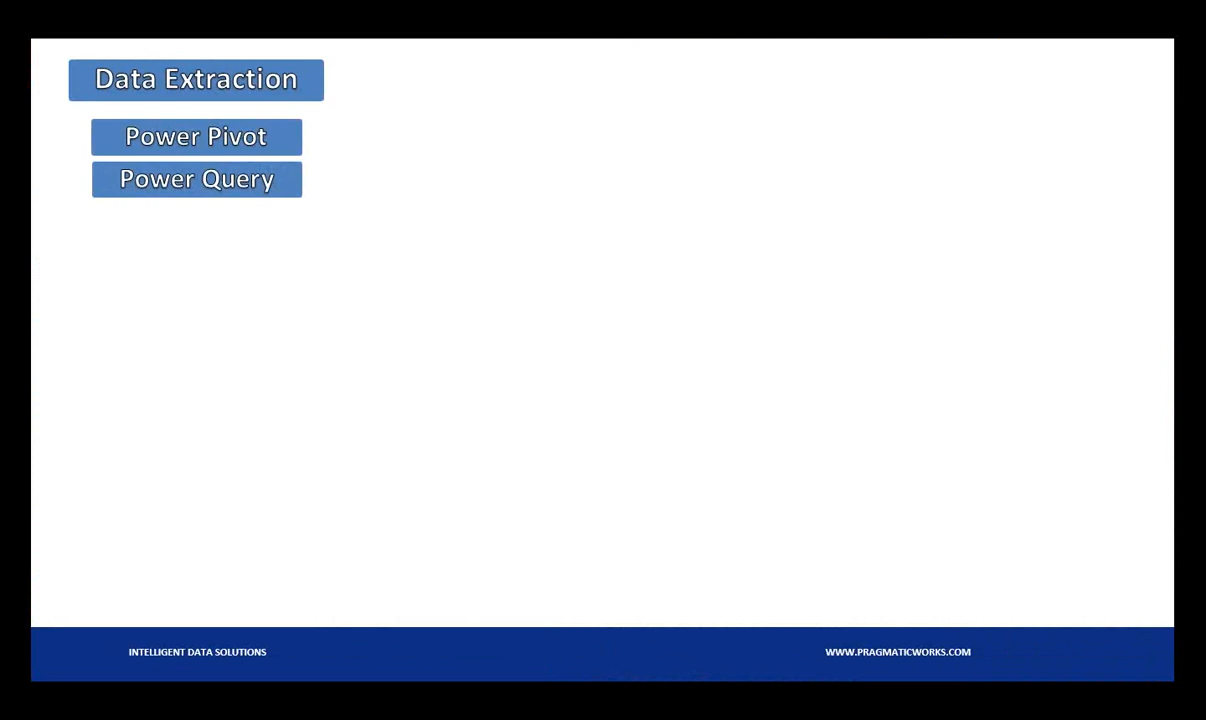 Data Extraction
Power Pivot
Power Query
INTELLIGENT DATA SOLUTIONS
WWW.PRAGMATICWORKS.COM